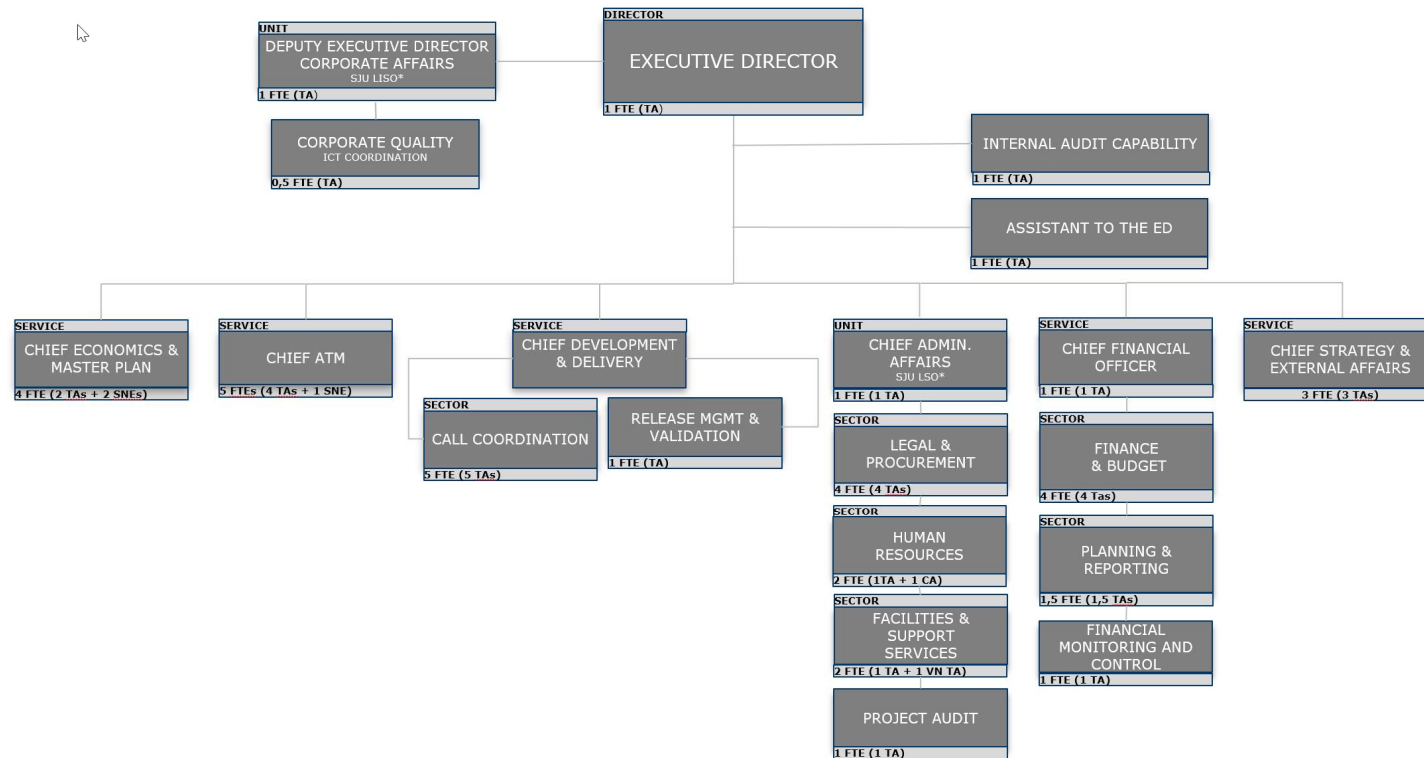 DIRECTOR
EXECUTIVE DIRECTOR
1 FTE (TA)
UNIT
DEPUTY EXECUTIVE DIRECTOR
CORPORATE AFFAIRS
SJU LISO*
1 FTE (TA)
CORPORATE QUALITY
ICT COORDINATION
0,5 FTE (TA)
INTERNAL AUDIT CAPABILITY
1 FTE (TA)
ASSISTANT TO THE ED
1 FTE (TA)
SERVICE
CHIEF ECONOMICS &
MASTER PLAN
4 FTE (2 TAs + 2 SNEs)
SERVICE
CHIEF ATM
5 FTEs (4 TAs + 1 SNE)
SERVICE
CHIEF DEVELOPMENT
& DELIVERY
SECTOR
CALL COORDINATION
5 FTE (5 TAs)
RELEASE MGMT &
VALIDATION
1 FTE (TA)
UNIT
CHIEF ADMIN.
AFFAIRS
SJU LSO*
1 FTE (1 TA)
SECTOR
LEGAL &
PROCUREMENT
4 FTE (4 TAs)
SECTOR
HUMAN
RESOURCES
2 FTE (1TA + 1 CA)
SECTOR
FACILITIES &
SUPPORT
SERVICES
2 FTE (1 TA + 1 VN TA)
PROJECT AUDIT
1 FTE (1 TA)
SERVICE
CHIEF FINANCIAL
OFFICER
1 FTE (1 TA)
SECTOR
FINANCE
& BUDGET
4 FTE (4 Tas)
SECTOR
PLANNING &
REPORTING
1,5 FTE (1,5 TAs)
FINANCIAL
MONITORING AND
CONTROL
1 FTE (1 TA)
SERVICE
CHIEF STRATEGY &
EXTERNAL AFFAIRS
3 FTE (3 TAs)